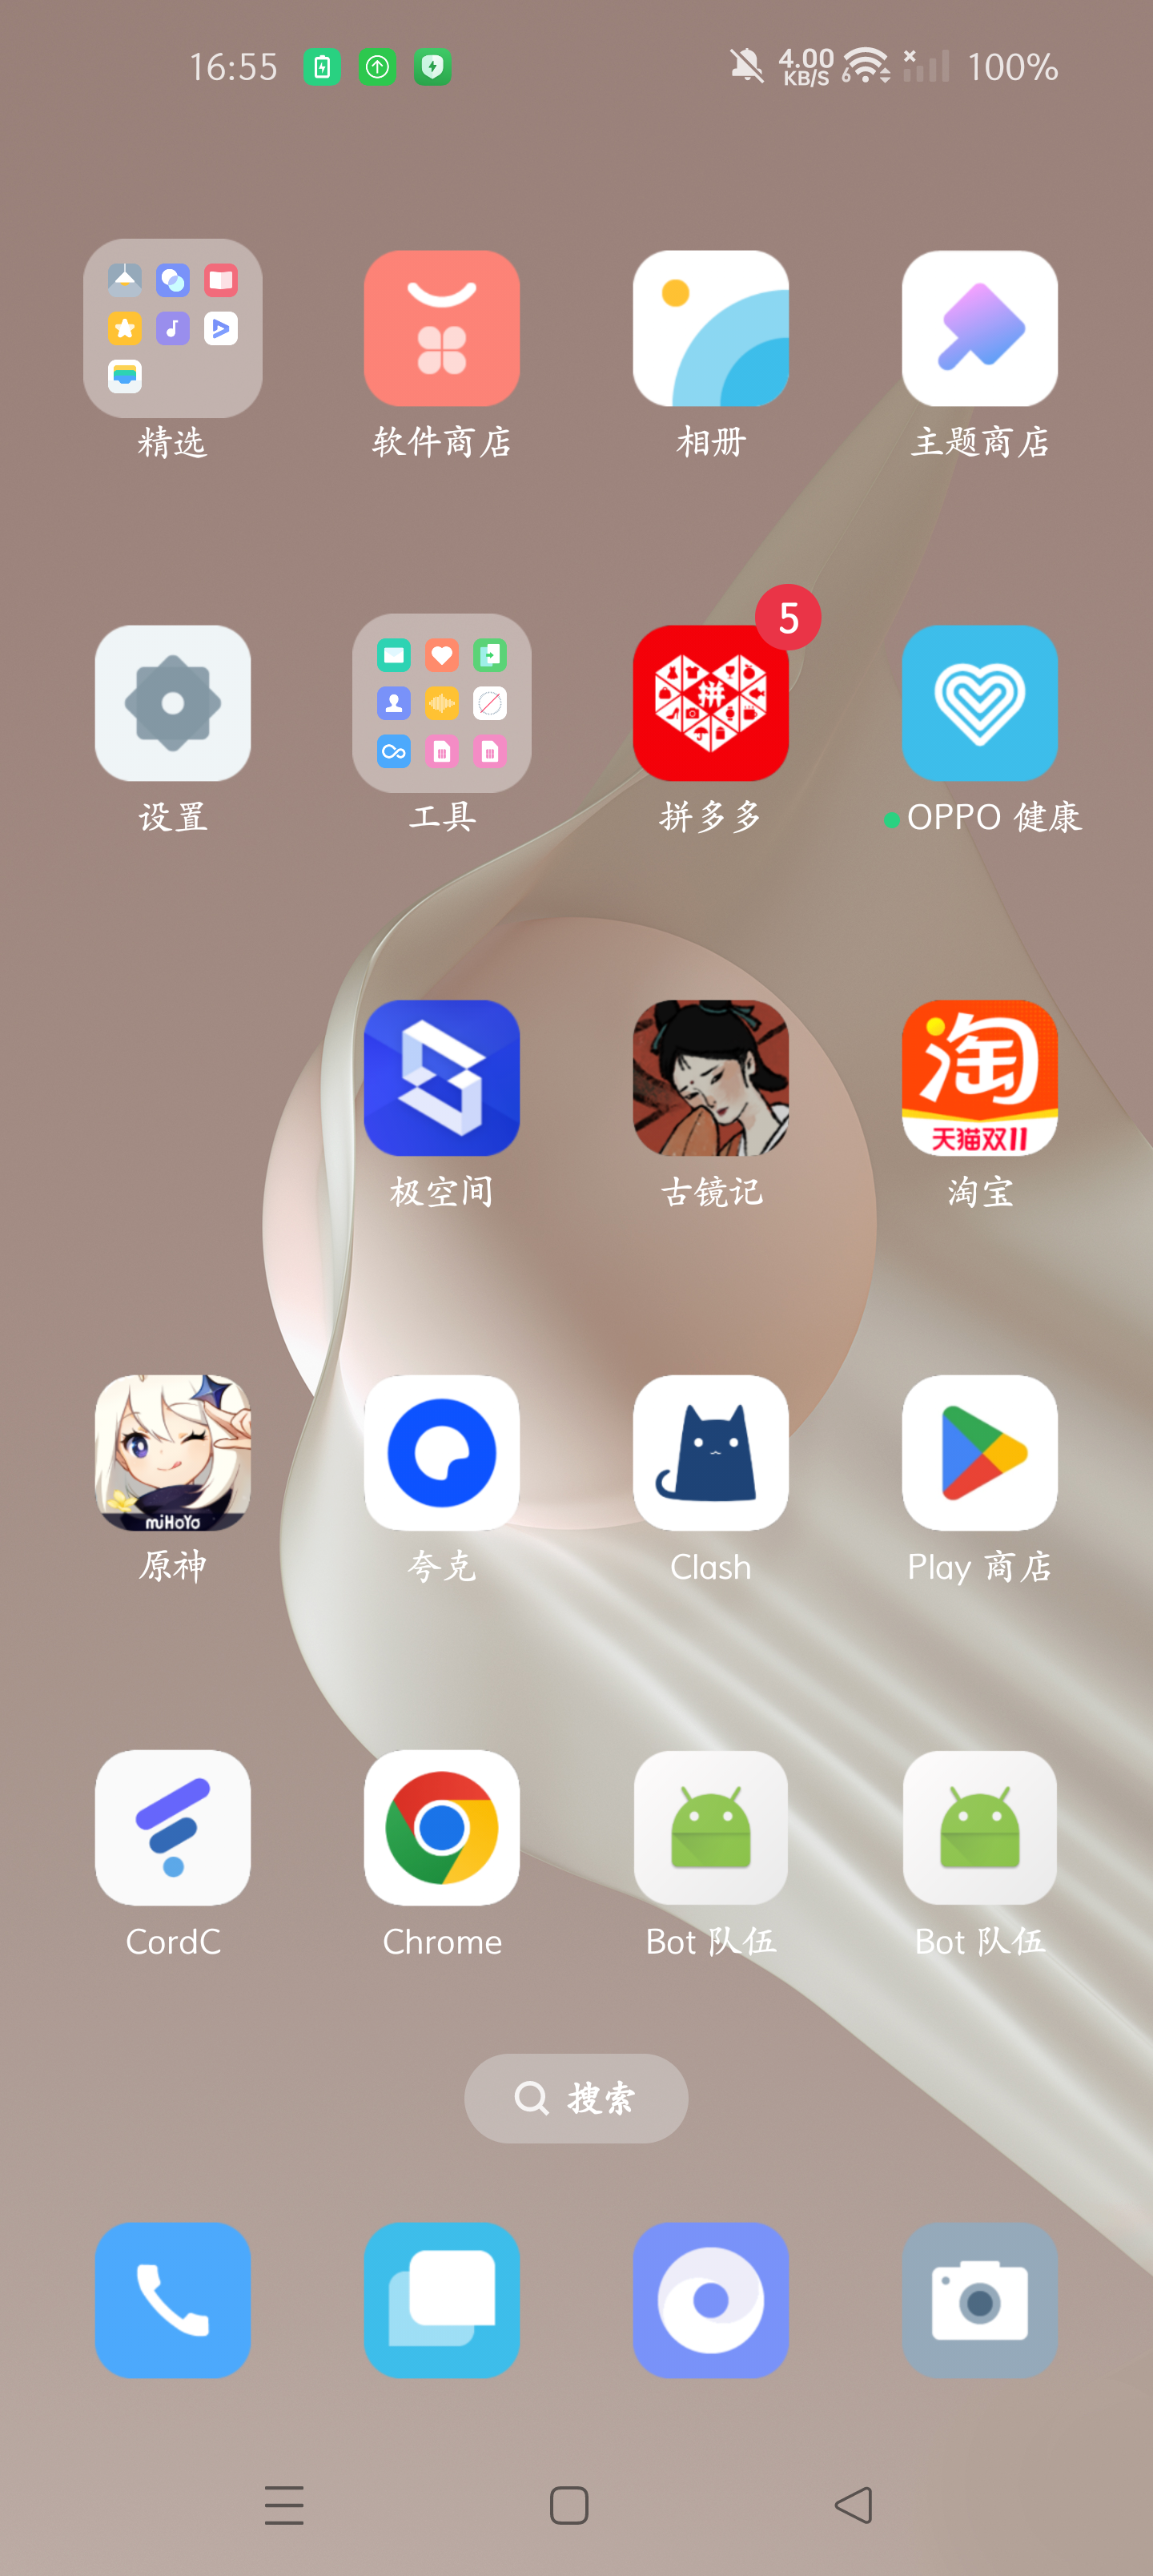 16:55 4.00 KB/S 6 100%
精选 软件商店 相册 主题商店
5
拼
设置 工具 拼多多 OPPO 健康
淘
天猫双11
极空间 古镜记 淘宝
miHoYo
原神 夸克 Clash Play 商店
CordC Chrome Bot 队伍 Bot 队伍
搜索